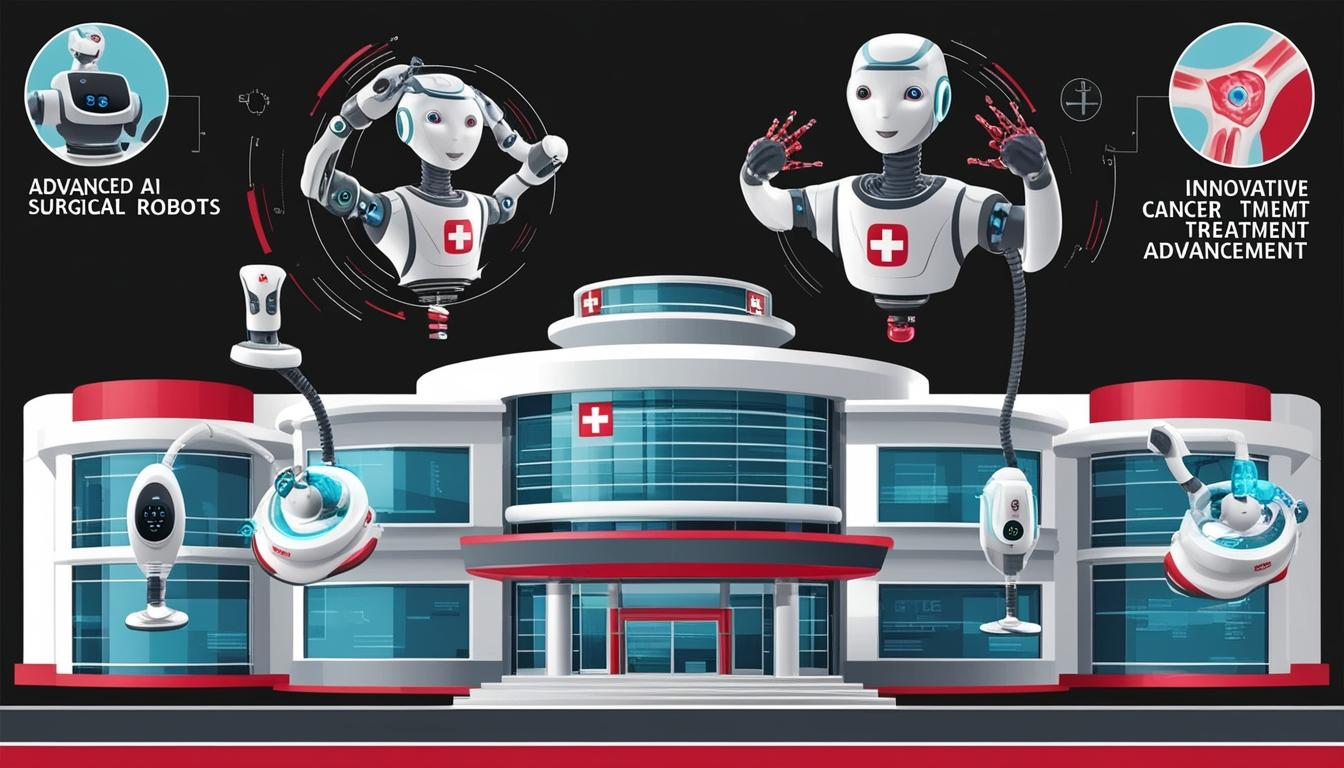 ADVANCED AI
SURGICAL ROBOTS
INNOVATIVE
CANCER TMEMT
TREATMENT
ADVANCEMENT